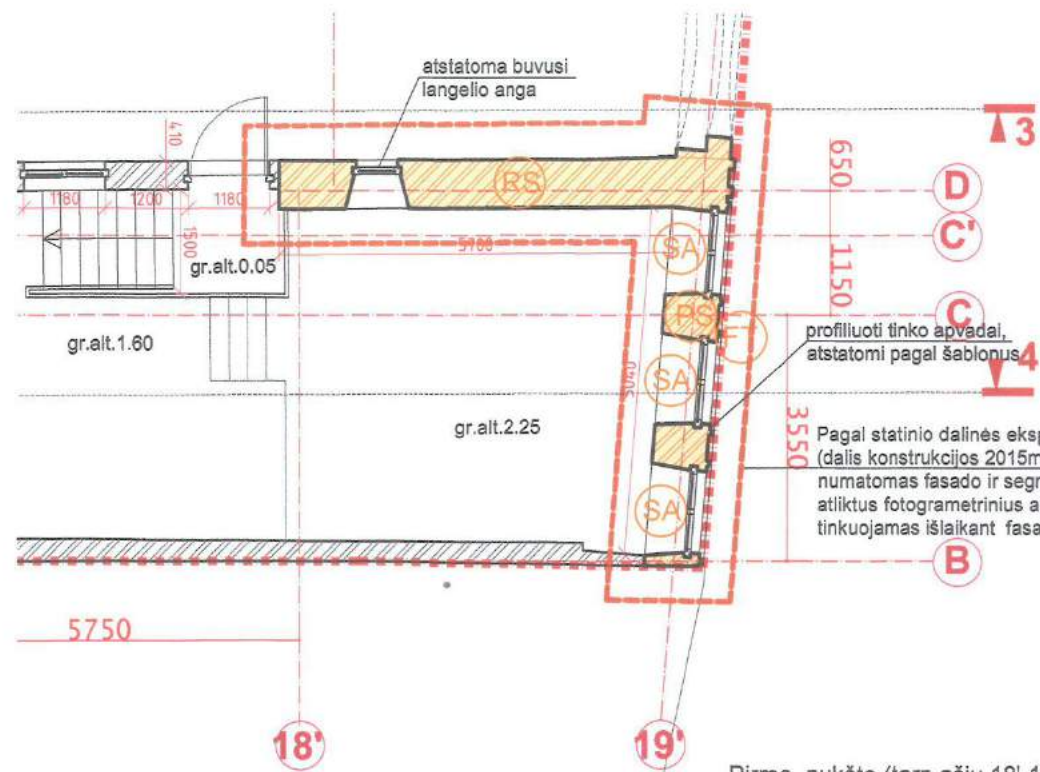 atstatoma buvusi
langelio anga
3
410
650
RS
D
1180
1200
1180
1500
SA
C'
5700
gr.alt.0.05
1150
C
gr.alt.1.60
profiliuoti tinko apvadai,
atstatomi pagal šablonus
4
SA
5040
gr.alt.2.25
3550
Pagal statinio dalinės eksp
(dalis konstrukcijos 2015m
numatomas fasado ir segm
atliktus fotogrametrinius a
tinkuojamas išlaikant fasa
SA
B
5750
18'
19'